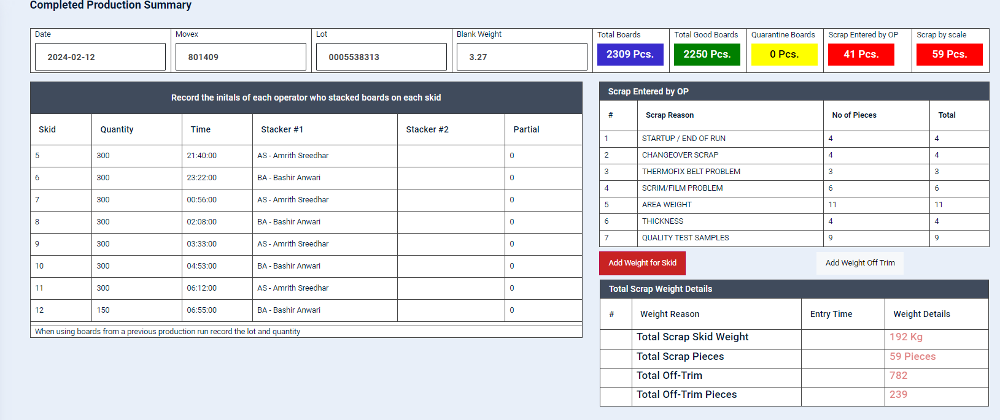 Completed Production Summary
Date Movex Lot Blank Weight Total Boards Total Good Boards Quarantine Boards Scrap Entered by OP Scrap by scale
2024-02-12 801409 0005538313 3.27 2309 Pcs. 2250 Pcs. 0 Pcs. 41 Pcs. 59 Pcs.
Record the initals of each operator who stacked boards on each skid
Skid Quantity Time Stacker #1 Stacker #2 Partial
5 300 21:40:00 AS - Amrith Sreedhar 0
6 300 23:22:00 BA - Bashir Anwari 0
7 300 00:56:00 AS - Amrith Sreedhar 0
8 300 02:08:00 BA - Bashir Anwari 0
9 300 03:33:00 AS - Amrith Sreedhar 0
10 300 04:53:00 BA - Bashir Anwari 0
11 300 06:12:00 AS - Amrith Sreedhar 0
12 150 06:55:00 BA - Bashir Anwari 0
When using boards from a previous production run record the lot and quantity
Scrap Entered by OP
# Scrap Reason No of Pieces Total
1 STARTUP / END OF RUN 4 4
2 CHANGEOVER SCRAP 4 4
3 THERMOFIX BELT PROBLEM 3 3
4 SCRIM/FILM PROBLEM 6 6
5 AREA WEIGHT 11 11
6 THICKNESS 4 4
7 QUALITY TEST SAMPLES 9 9
Add Weight for Skid Add Weight Off Trim
Total Scrap Weight Details
# Weight Reason Entry Time Weight Details
Total Scrap Skid Weight 192 Kg
Total Scrap Pieces 59 Pieces
Total Off-Trim 782
Total Off-Trim Pieces 239